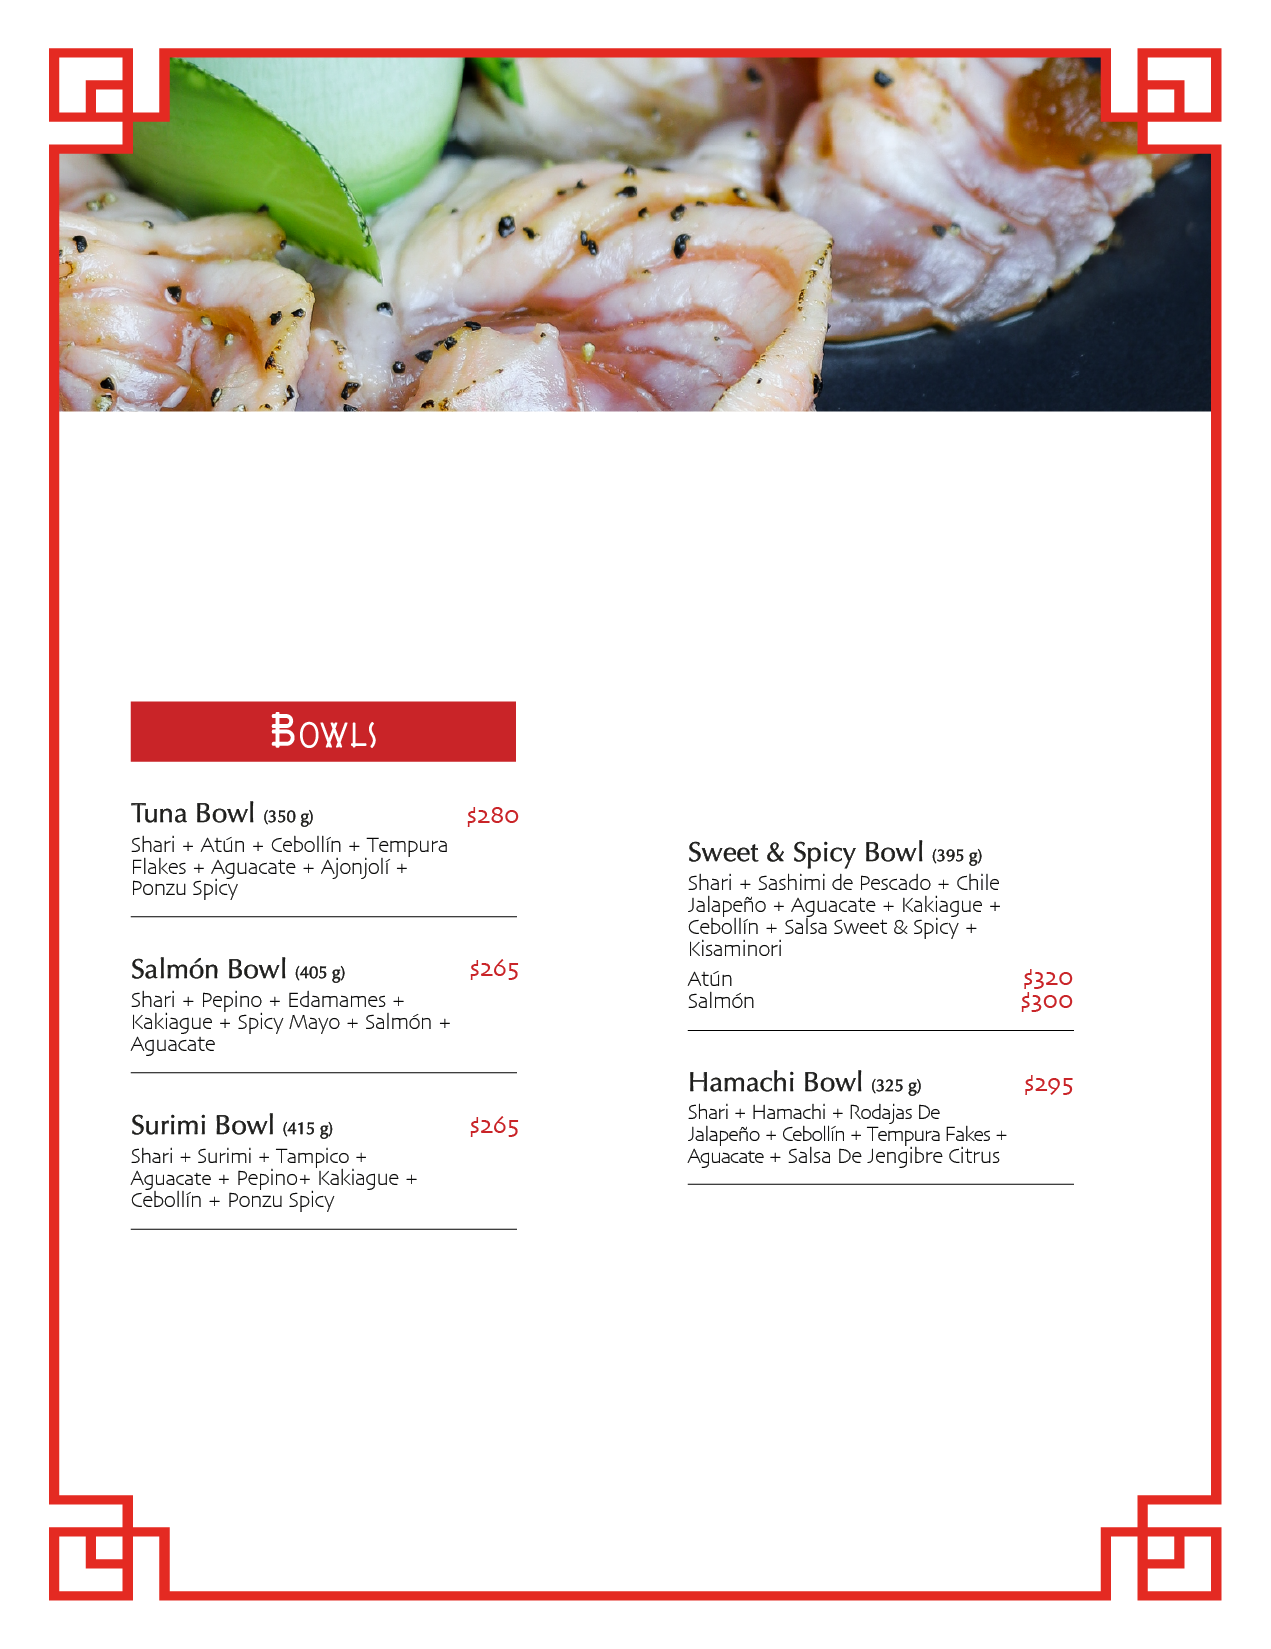 Bowls
Tuna Bowl (350 g) $280
Shari + Atún + Cebollín + Tempura
Flakes + Aguacate + Ajonjolí +
Ponzu Spicy
Salmón Bowl (405 g) $265
Shari + Pepino + Edamames +
Kakiague + Spicy Mayo + Salmón +
Aguacate
Surimi Bowl (415 g) $265
Shari + Surimi + Tampico +
Aguacate + Pepino+ Kakiague +
Cebollín + Ponzu Spicy
Sweet & Spicy Bowl (395 g)
Shari + Sashimi de Pescado + Chile
Jalapeño + Aguacate + Kakiague +
Cebollín + Salsa Sweet & Spicy +
Kisaminori
Atún $320
Salmón $300
Hamachi Bowl (325 g) $295
Shari + Hamachi + Rodajas De
Jalapeño + Cebollín + Tempura Fakes +
Aguacate + Salsa De Jengibre Citrus